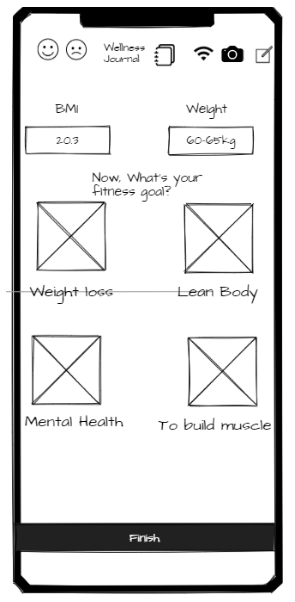 Wellness
Journal
BMI
Weight
20.3
60-65kg
Now, What's your
fitness goal?
Weight loss
Lean Body
Mental Health
To build muscle
Finish